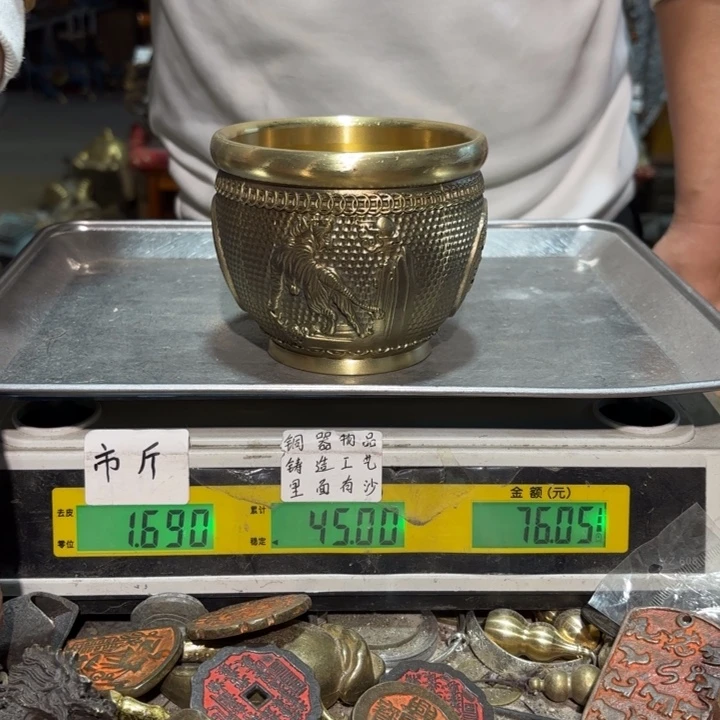 市斤
铜器物品
铸造工艺
里面有沙
金额(元)
去皮
零位
累计
稳定
1.690
45.00
76.05